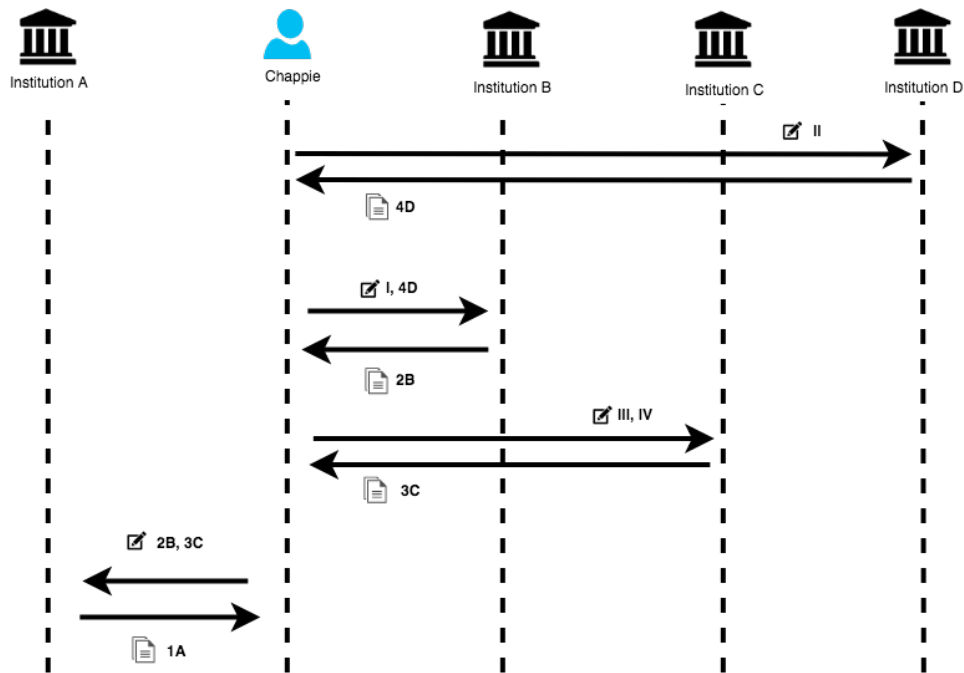 Institution A
Chappie
Institution B
Institution C
Institution D
II
4D
I, 4D
2B
III, IV
3C
2B, 3C
1A